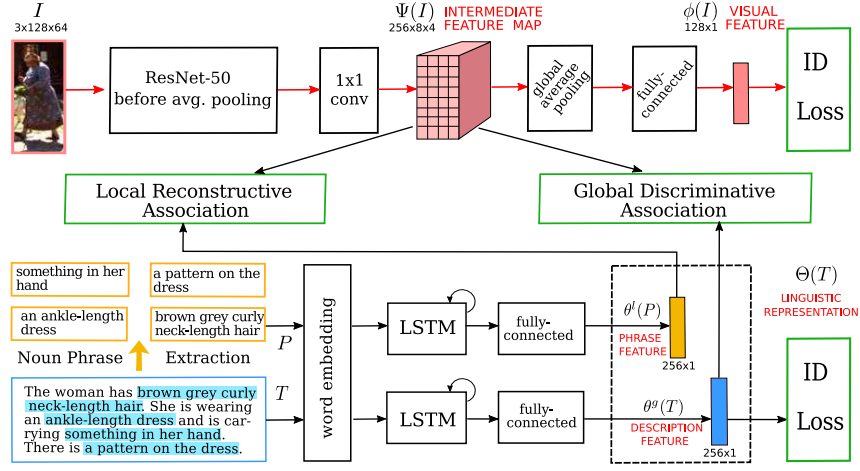 I
3x128x64
ResNet-50
before avg. pooling
1x1
conv
Ψ(I)
256x8x4
INTERMEDIATE
FEATURE MAP
global
average
pooling
fully-
connected
ϕ(I)
128x1
VISUAL
FEATURE
ID
Loss
Local Reconstructive
Association
Global Discriminative
Association
something in her
hand
a pattern on the
dress
an ankle-length
dress
brown grey curly
neck-length hair
Noun Phrase
Extraction
P
T
The woman has brown grey curly
neck-length hair. She is wearing
an ankle-length dress and is car-
rying something in her hand.
There is a pattern on the dress.
word embedding
LSTM
fully-
connected
θˡ(P)
PHRASE
FEATURE
256x1
LSTM
fully-
connected
θᵍ(T)
DESCRIPTION
FEATURE
256x1
Θ(T)
LINGUISTIC
REPRESENTATION
ID
Loss